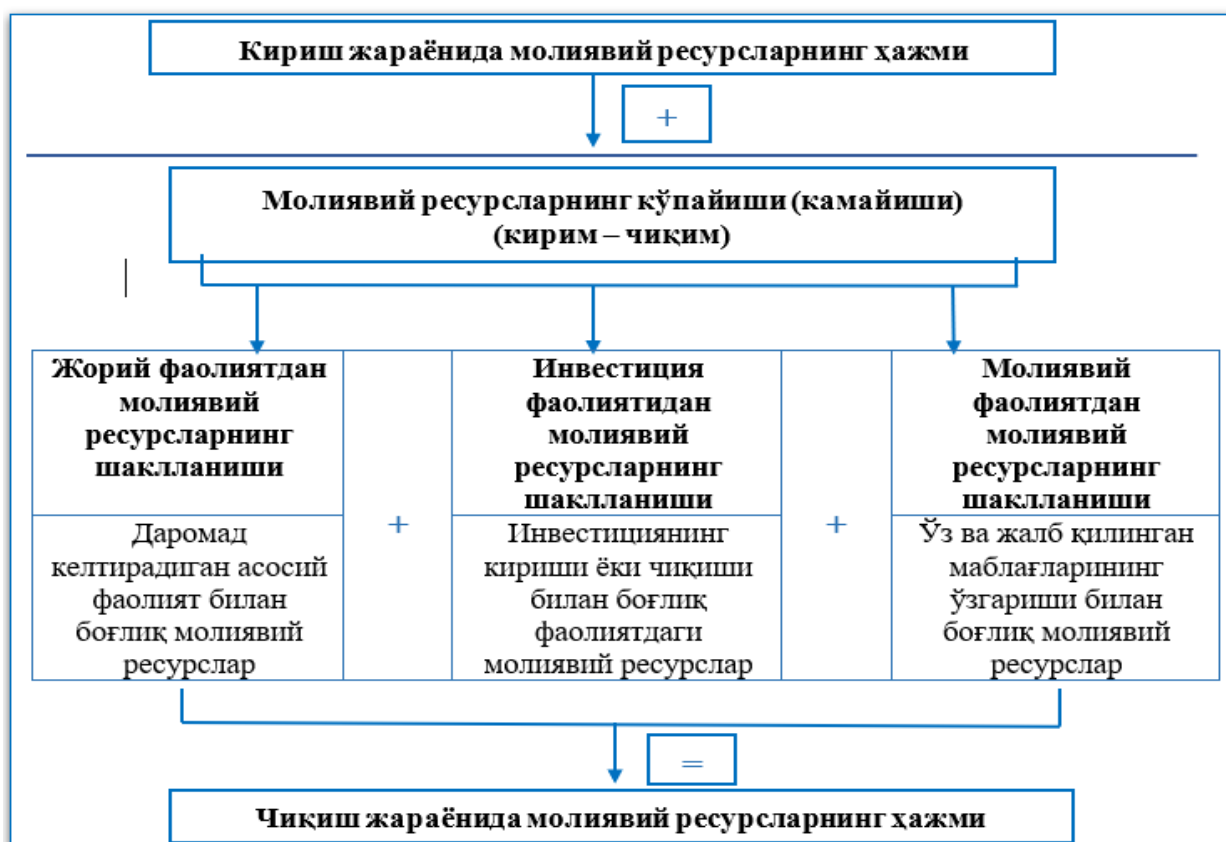 Кириш жараёнида молиявий ресурсларнинг ҳажми
+
Молиявий ресурсларнинг кўпайиши (камайиши)
(кирим – чиқим)
Жорий фаолиятдан
молиявий
ресурсларнинг
шаклланиши
Даромад
келтирадиган асосий
фаолият билан
боғлиқ молиявий
ресурслар
+
Инвестиция
фаолиятидан
молиявий
ресурсларнинг
шаклланиши
Инвестициянинг
кириши ёки чиқиши
билан боғлиқ
фаолиятдаги
молиявий ресурслар
+
Молиявий
фаолиятдан
молиявий
ресурсларнинг
шаклланиши
Ўз ва жалб қилинган
маблағларининг
ўзгариши билан
боғлиқ молиявий
ресурслар
=
Чиқиш жараёнида молиявий ресурсларнинг ҳажми